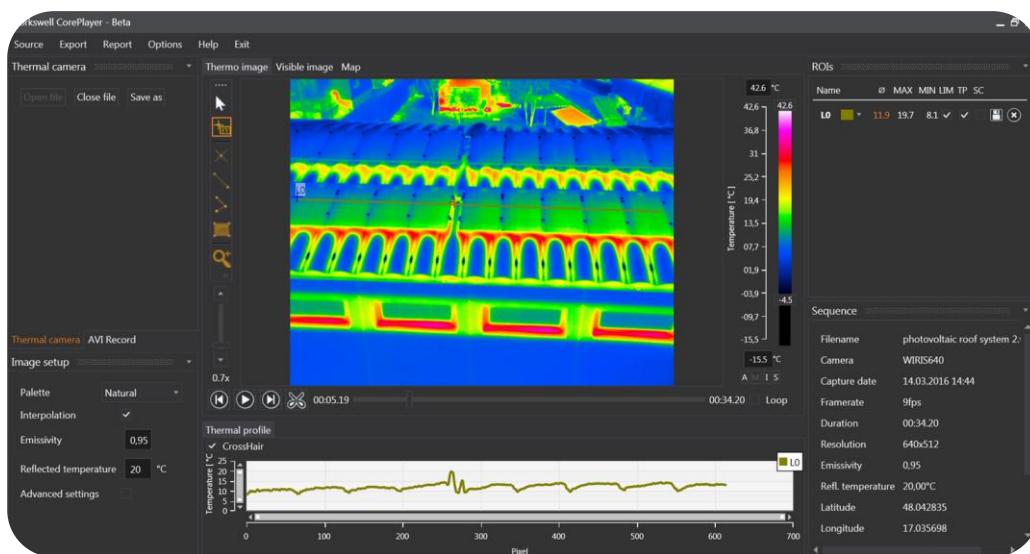 rkswell CorePlayer - Beta
Source Export Report Options Help Exit
Thermal camera
Open file Close file Save as
Thermal camera AVI Record
Image setup
Palette Natural
Interpolation
Emissivity 0,95
Reflected temperature 20 °C
Advanced settings
Thermo image Visible image Map
L0
0.7x
42.6 °C
42,6 42.6
36,8
31
25,2
19,4
13,7
07,9
01,9
-03,9
-4.5
-09,7
-15,5
Temperature [°C]
-15.5 °C
A M I S
00:05.19 00:34.20 Loop
Thermal profile
CrossHair
Temperature [°C]
25
20
15
10
5
0
L0
0 100 200 300 400 500 600 700
Pixel
ROIs
Name Ø MAX MIN LIM TP SC
L0 11.9 19.7 8.1
Sequence
Filename photovoltaic roof system 2.
Camera WIRIS640
Capture date 14.03.2016 14:44
Framerate 9fps
Duration 00:34.20
Resolution 640x512
Emissivity 0,95
Refl. temperature 20,00°C
Latitude 48.042835
Longitude 17.035698